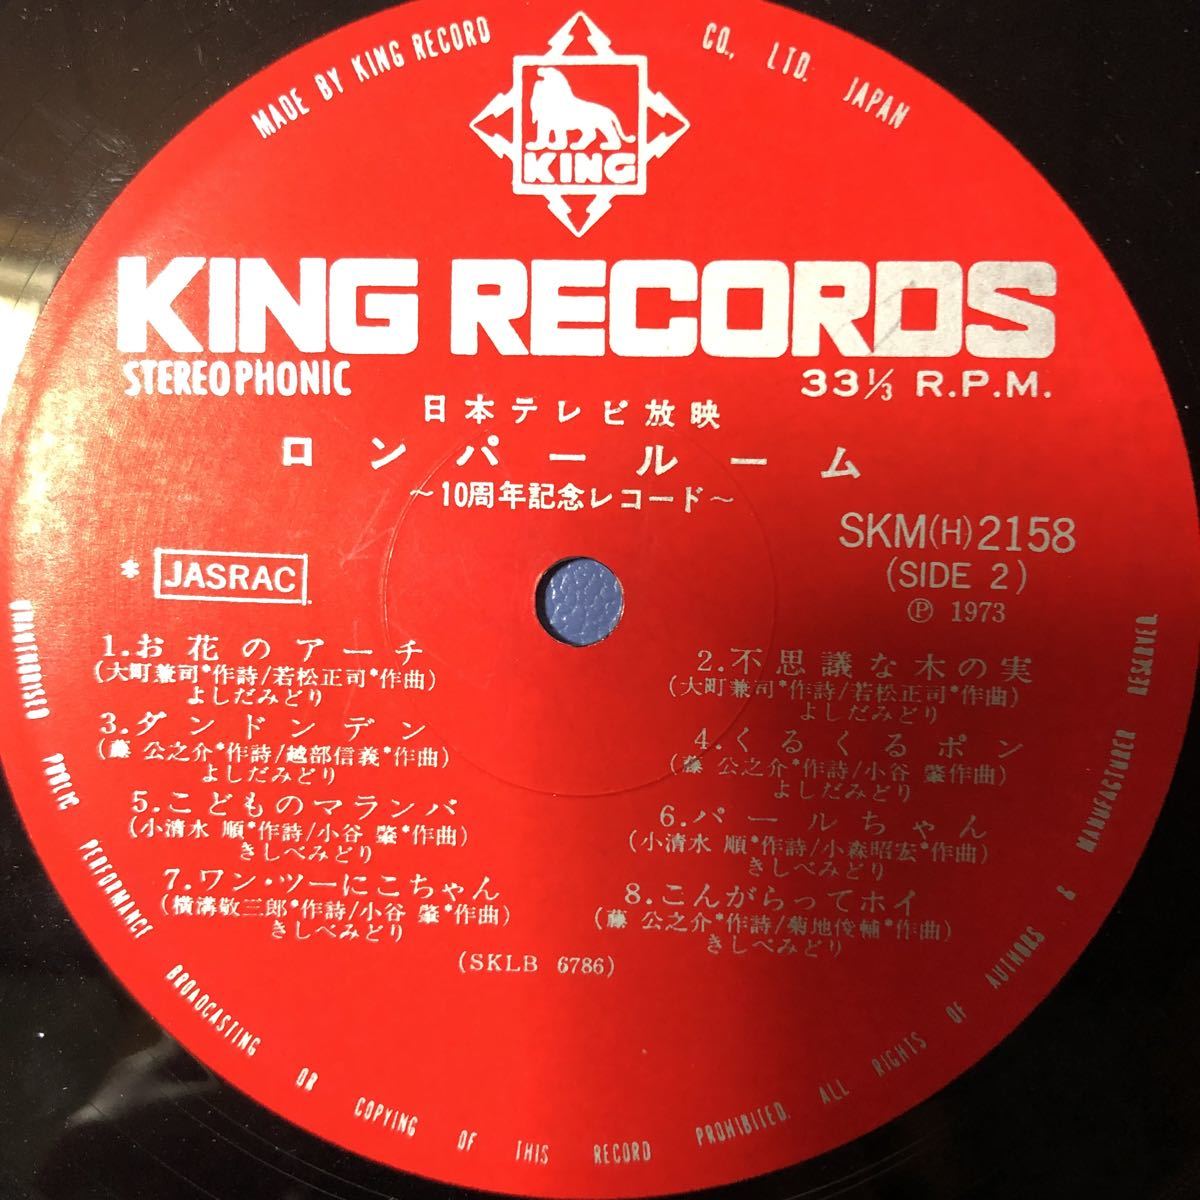 MADE BY KING RECORD CO., LTD. JAPAN
KING
KING RECORDS
STEREOPHONIC
33⅓ R.P.M.
日本テレビ放映
ロンパールーム
～10周年記念レコード～
SKM(H)2158
(SIDE 2)
Ⓟ 1973
* JASRAC
1.お花のアーチ
(大町兼司*作詩/若松正司*作曲)
よしだみどり
2.不思議な木の実
(大町兼司*作詩/若松正司*作曲)
よしだみどり
3.ダンドンデン
(藤 公之介*作詩/越部信義*作曲)
よしだみどり
4.くるくるポン
(藤 公之介*作詩/小谷 肇作曲)
よしだみどり
5.こどものマランバ
(小清水 順*作詩/小谷 肇*作曲)
きしべみどり
6.パールちゃん
(小清水 順*作詩/小森昭宏*作曲)
きしべみどり
7.ワン・ツーにこちゃん
(横溝敬三郎*作詩/小谷 肇*作曲)
きしべみどり
8.こんがらってホイ
(藤 公之介*作詩/菊地俊輔*作曲)
きしべみどり
(SKLB 6786)
UNAUTHORISED PUBLIC PERFORMANCE BROADCASTING OR COPYING OF THIS RECORD PROHIBITED. ALL RIGHTS OF AUTHORS & MANUFACTURER RESERVED